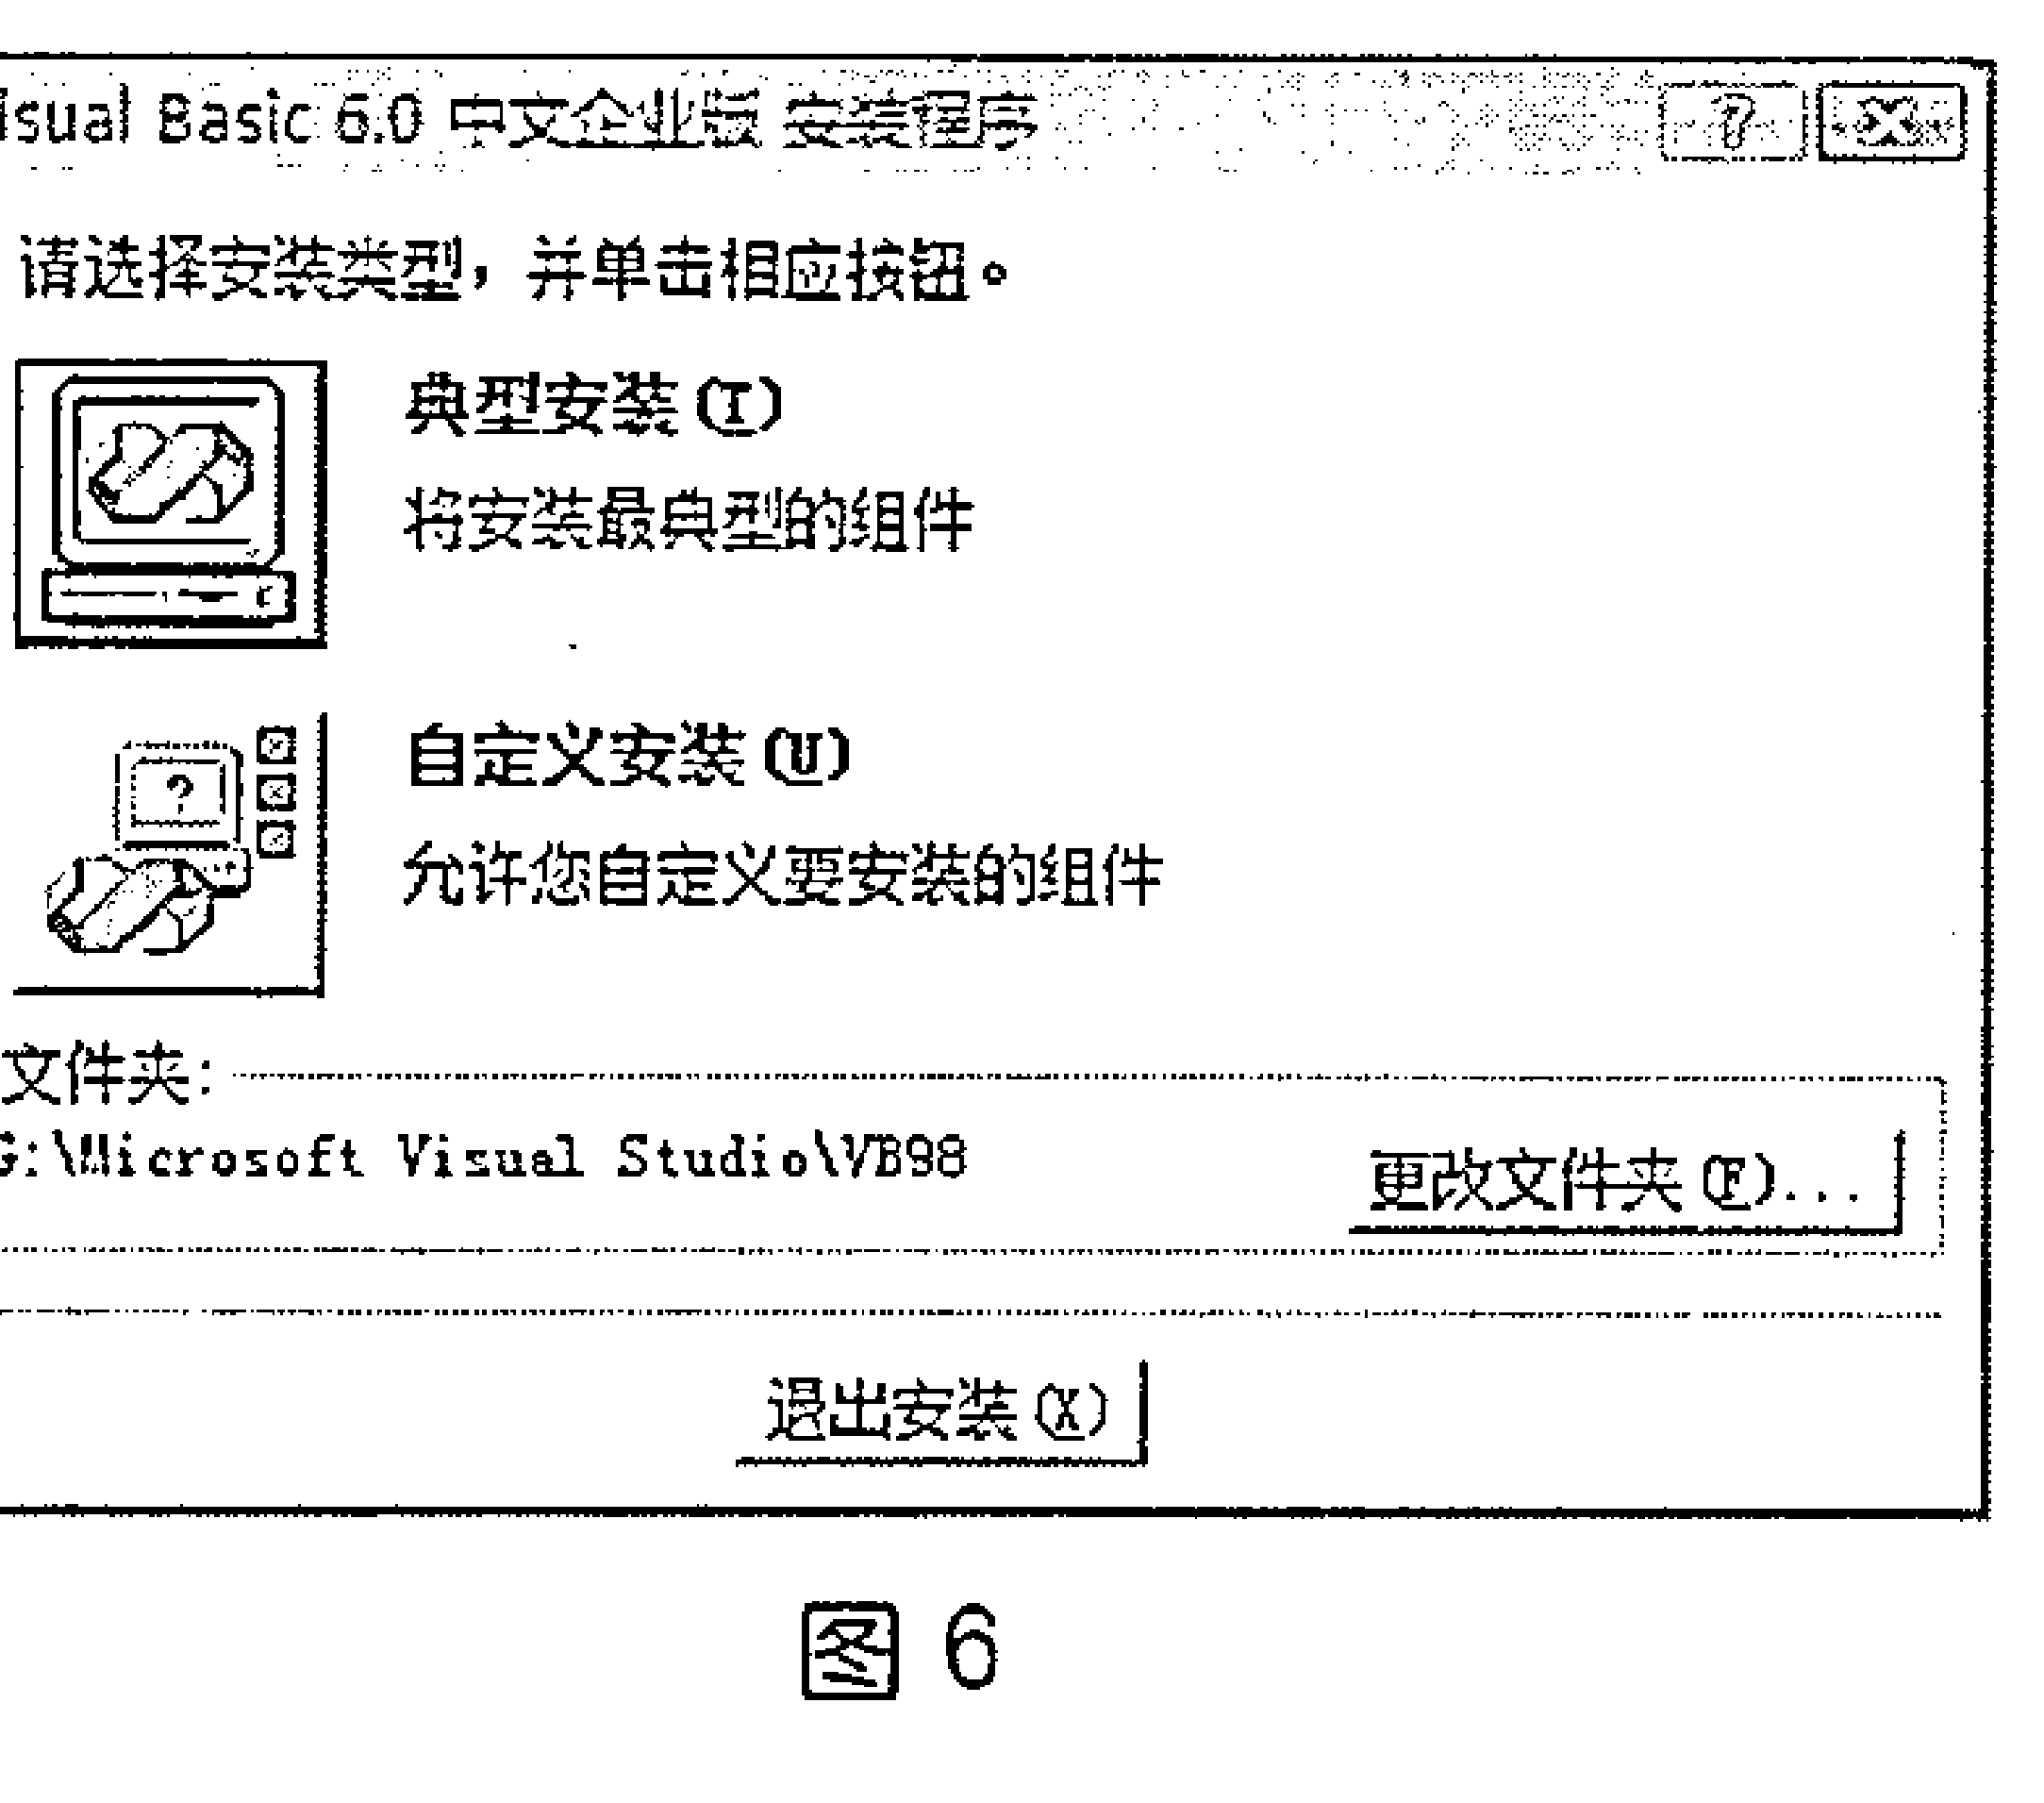 isual Basic 6.0 中文企业版 安装程序
请选择安装类型，并单击相应按钮。
典型安装(T)
将安装最典型的组件
自定义安装(U)
允许您自定义要安装的组件
文件夹:
G:\Microsoft Visual Studio\VB98
更改文件夹(F)...
退出安装(X)
图 6